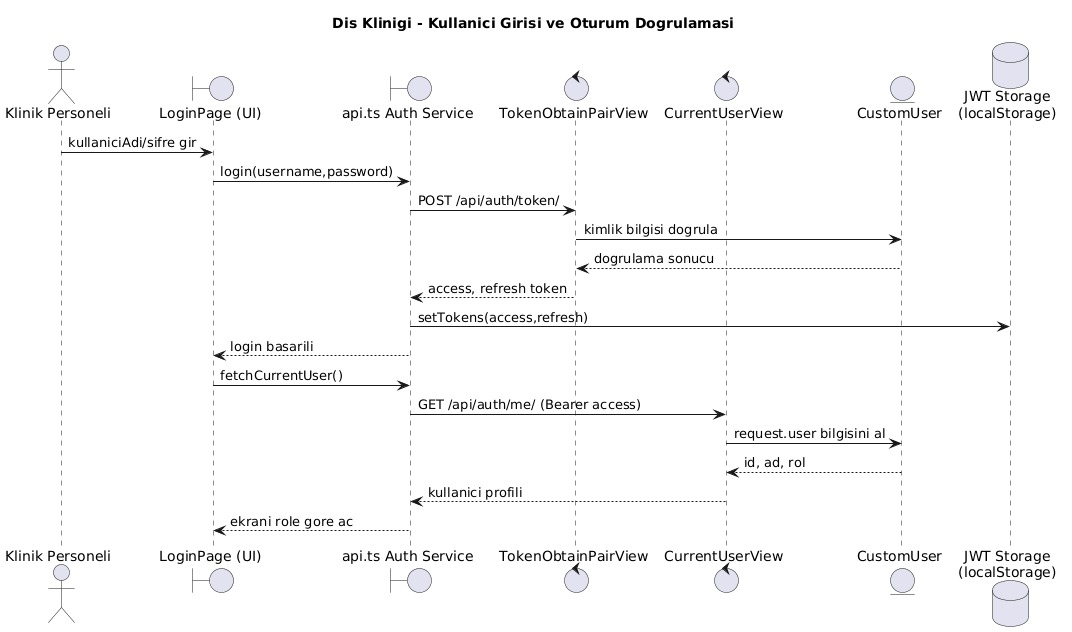 Dis Klinigi - Kullanici Girisi ve Oturum Dogrulamasi
Klinik Personeli
LoginPage (UI)
api.ts Auth Service
TokenObtainPairView
CurrentUserView
CustomUser
JWT Storage
(localStorage)
kullaniciAdi/sifre gir
login(username,password)
POST /api/auth/token/
kimlik bilgisi dogrula
dogrulama sonucu
access, refresh token
setTokens(access,refresh)
login basarili
fetchCurrentUser()
GET /api/auth/me/ (Bearer access)
request.user bilgisini al
id, ad, rol
kullanici profili
ekrani role gore ac
Klinik Personeli
LoginPage (UI)
api.ts Auth Service
TokenObtainPairView
CurrentUserView
CustomUser
JWT Storage
(localStorage)